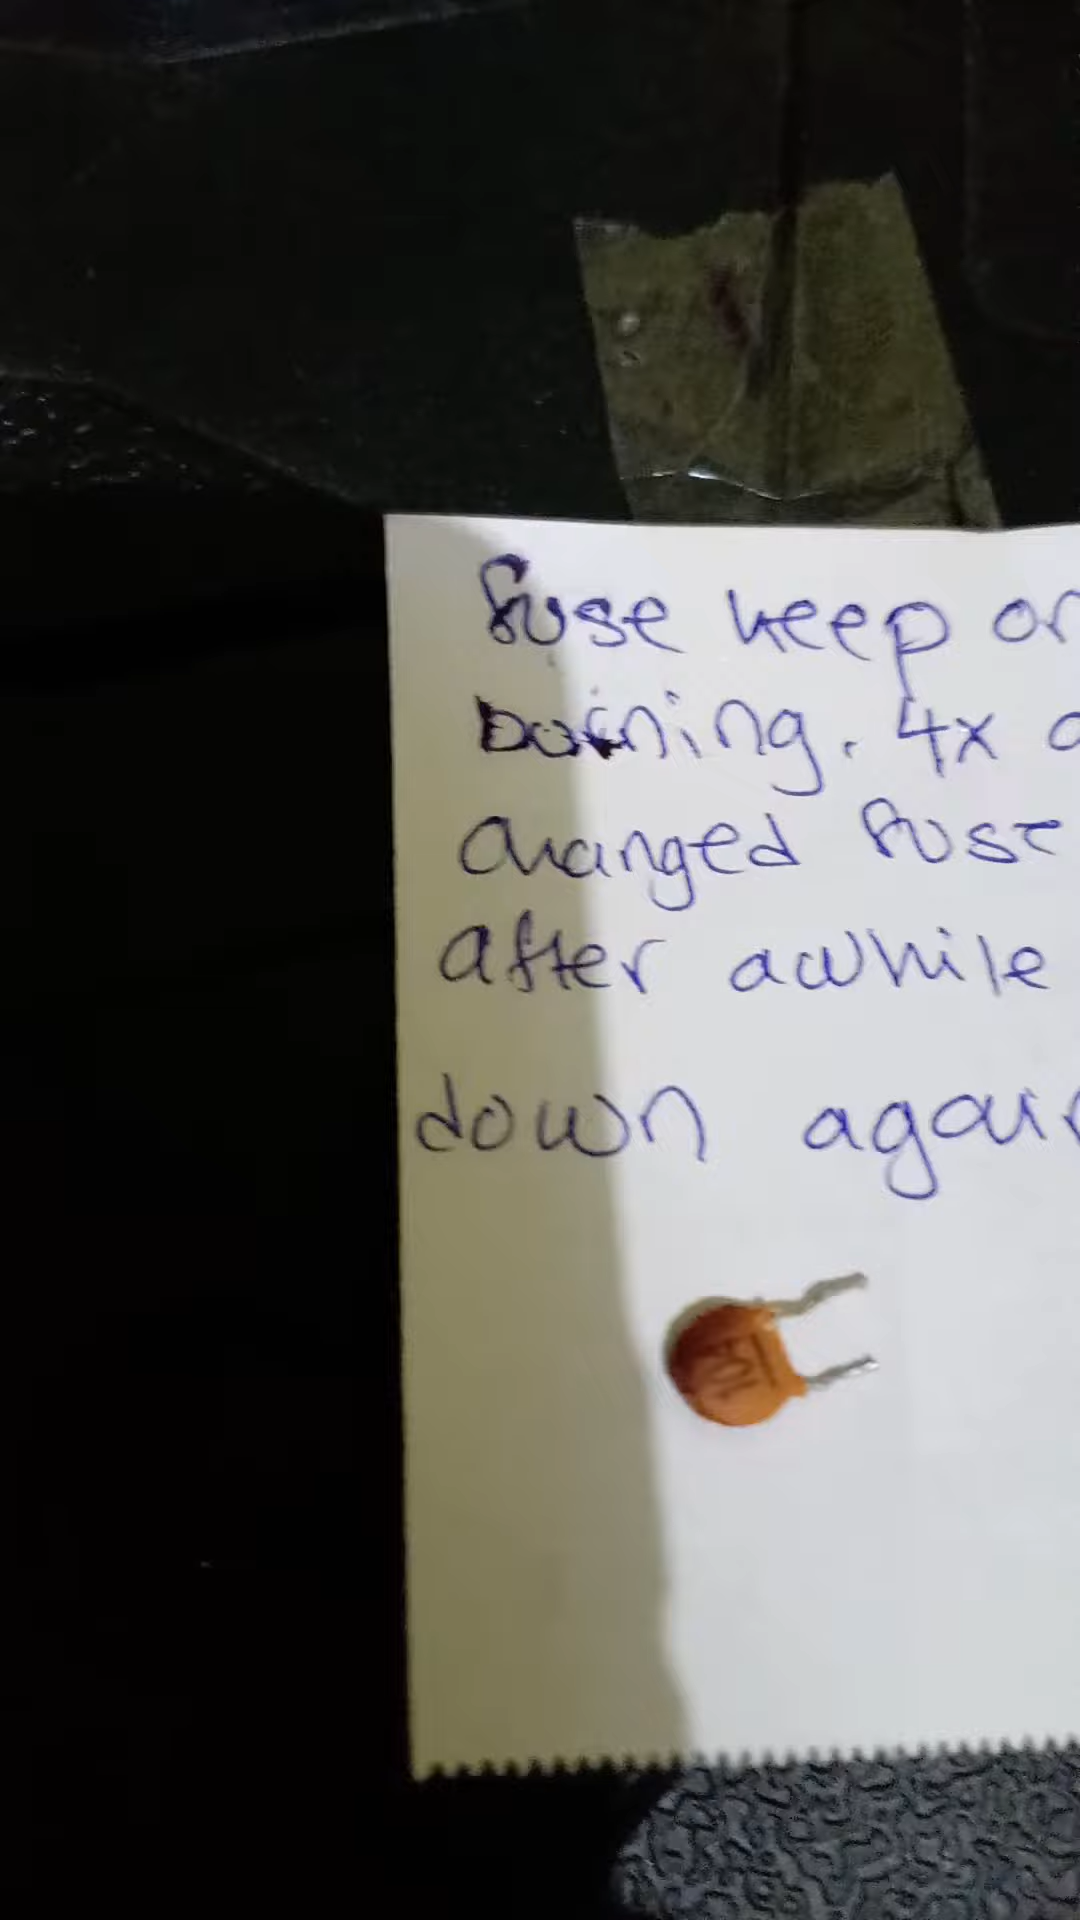 fuse keep on
burning. 4x
changed fuse
after awhile
down again